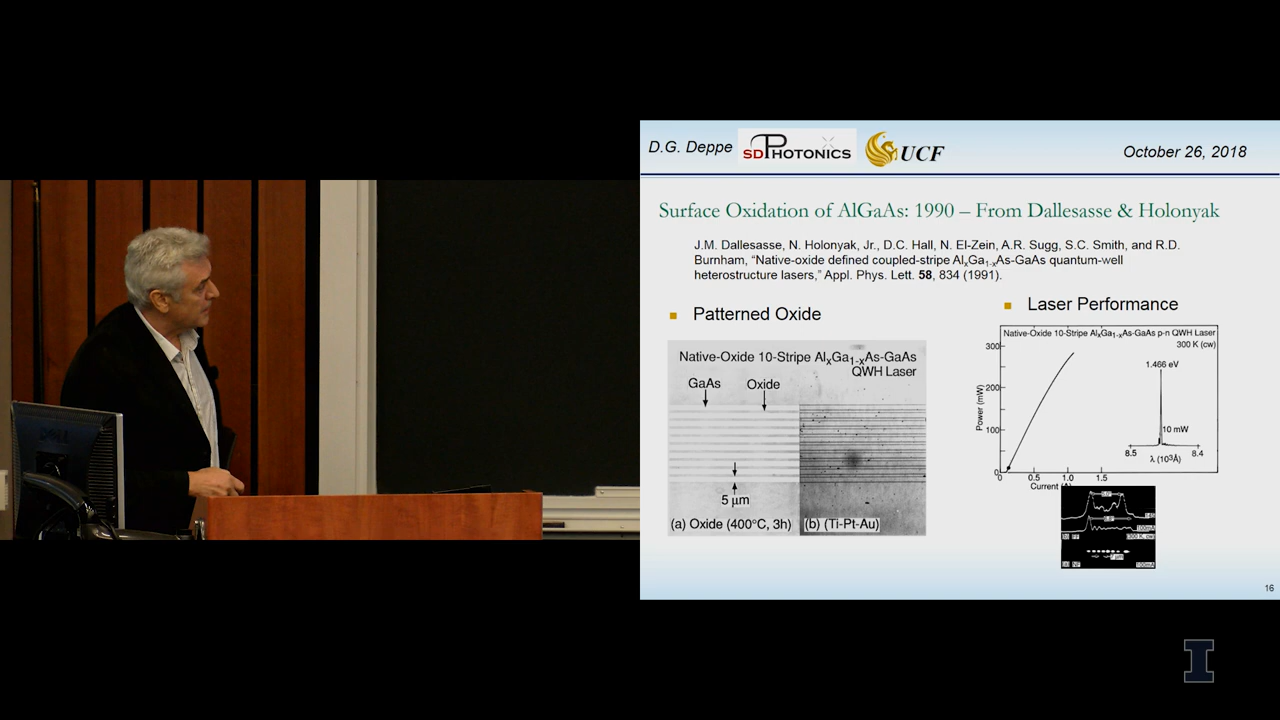 D.G. Deppe
SDPHOTONICS
UCF
October 26, 2018
Surface Oxidation of AlGaAs: 1990 – From Dallesasse & Holonyak
J.M. Dallesasse, N. Holonyak, Jr., D.C. Hall, N. El-Zein, A.R. Sugg, S.C. Smith, and R.D.
Burnham, “Native-oxide defined coupled-stripe AlxGa1-xAs-GaAs quantum-well
heterostructure lasers,” Appl. Phys. Lett. 58, 834 (1991).
Patterned Oxide
Native-Oxide 10-Stripe AlxGa1-xAs-GaAs
QWH Laser
GaAs
Oxide
5 μm
(a) Oxide (400°C, 3h)
(b) (Ti-Pt-Au)
Laser Performance
Native-Oxide 10-Stripe AlxGa1-xAs-GaAs p-n QWH Laser
300 K (cw)
300
200
100
0
Power (mW)
1.466 eV
10 mW
8.5
8.4
λ (10³Å)
0
0.5
1.0
1.5
Current
100mA
100mA
16
I